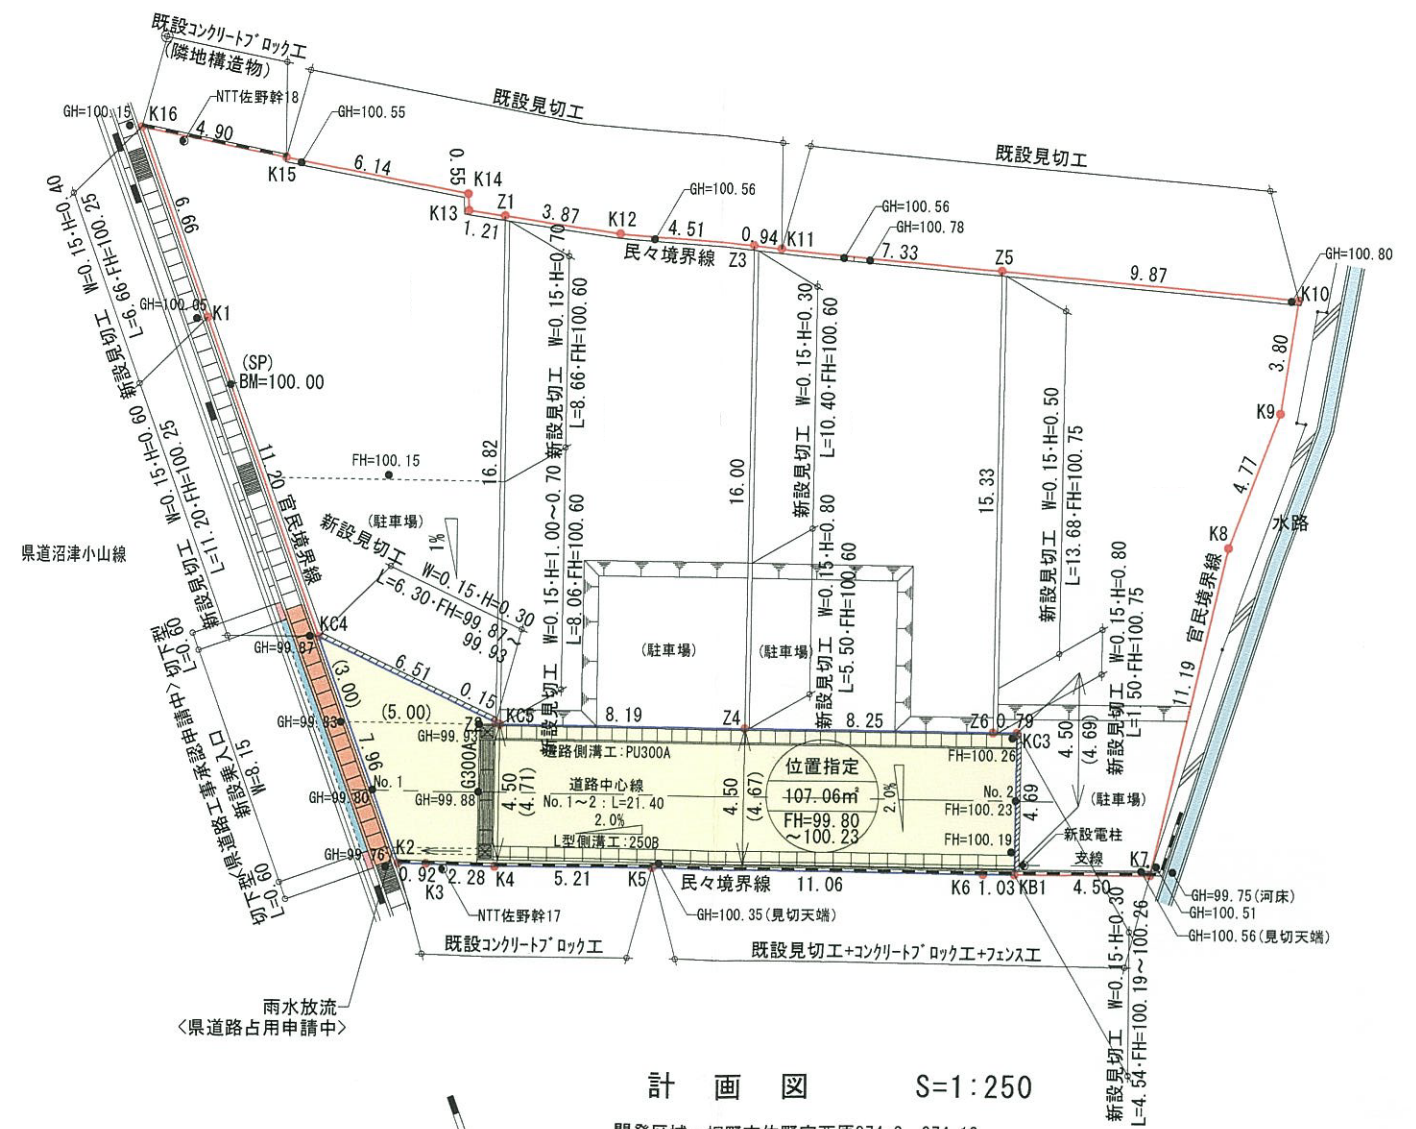 既設コンクリートブロック工
(隣地構造物)
既設見切工
既設見切工
GH=100.15
K16
NTT佐野幹18
4.90
GH=100.55
K15
6.14
0.55
K14
K13
Z1
1.21
3.87
K12
GH=100.56
4.51
民々境界線
0.94
K11
Z3
GH=100.56
GH=100.78
7.33
Z5
9.87
GH=100.80
K10
3.80
K9
4.77
K8
水路
官民境界線
11.19
新設見切工 W=0.15・H=0.40
L=6.66・FH=100.25
6.66
GH=100.05
K1
(SP)
BM=100.00
新設見切工 W=0.15・H=0.60
L=11.20・FH=100.25
11.20
官民境界線
FH=100.15
県道沼津小山線
16.82
新設見切工 W=0.15・H=0.70
L=8.66・FH=100.60
新設見切工 W=0.15・H=1.00～0.70
L=8.06・FH=100.60
16.00
新設見切工 W=0.15・H=0.30
L=10.40・FH=100.60
新設見切工 W=0.15・H=0.80
L=5.50・FH=100.60
15.33
新設見切工 W=0.15・H=0.50
L=13.68・FH=100.75
新設見切工 W=0.15・H=0.80
L=1.50・FH=100.75
(駐車場)
1%
新設見切工 W=0.15・H=0.30
L=6.30・FH=99.87～
99.93
(駐車場)
(駐車場)
(駐車場)
KC4
GH=99.87
切下型
L=0.60
新設乗入口
W=8.15
<県道路工事承認申請中>
切下型
L=0.60
(3.00)
6.51
0.15
(5.00)
GH=99.83
7.96
KC5
GH=99.93
8.19
Z4
8.25
Z6
0.79
KC3
4.50
(4.69)
G300A
道路側溝工:PU300A
FH=100.26
位置指定
107.06㎡
FH=99.80
～100.23
2.0%
No.1
GH=99.80
GH=99.88
4.50
(4.71)
道路中心線
No.1～2：L=21.40
2.0%
L型側溝工:250B
4.50
(4.67)
No.2
FH=100.23
4.69
FH=100.19
新設電柱
支線
GH=99.76
K2
0.92
K3
2.28
K4
5.21
K5
民々境界線
11.06
K6
1.03
KB1
4.50
K7
NTT佐野幹17
GH=100.35(見切天端)
GH=99.75(河床)
GH=100.51
GH=100.56(見切天端)
既設コンクリートブロック工
既設見切工+コンクリートブロック工+フェンス工
新設見切工 W=0.15・H=0.30
L=4.54・FH=100.19～100.26
雨水放流
<県道路占用申請中>
計画図 S=1:250